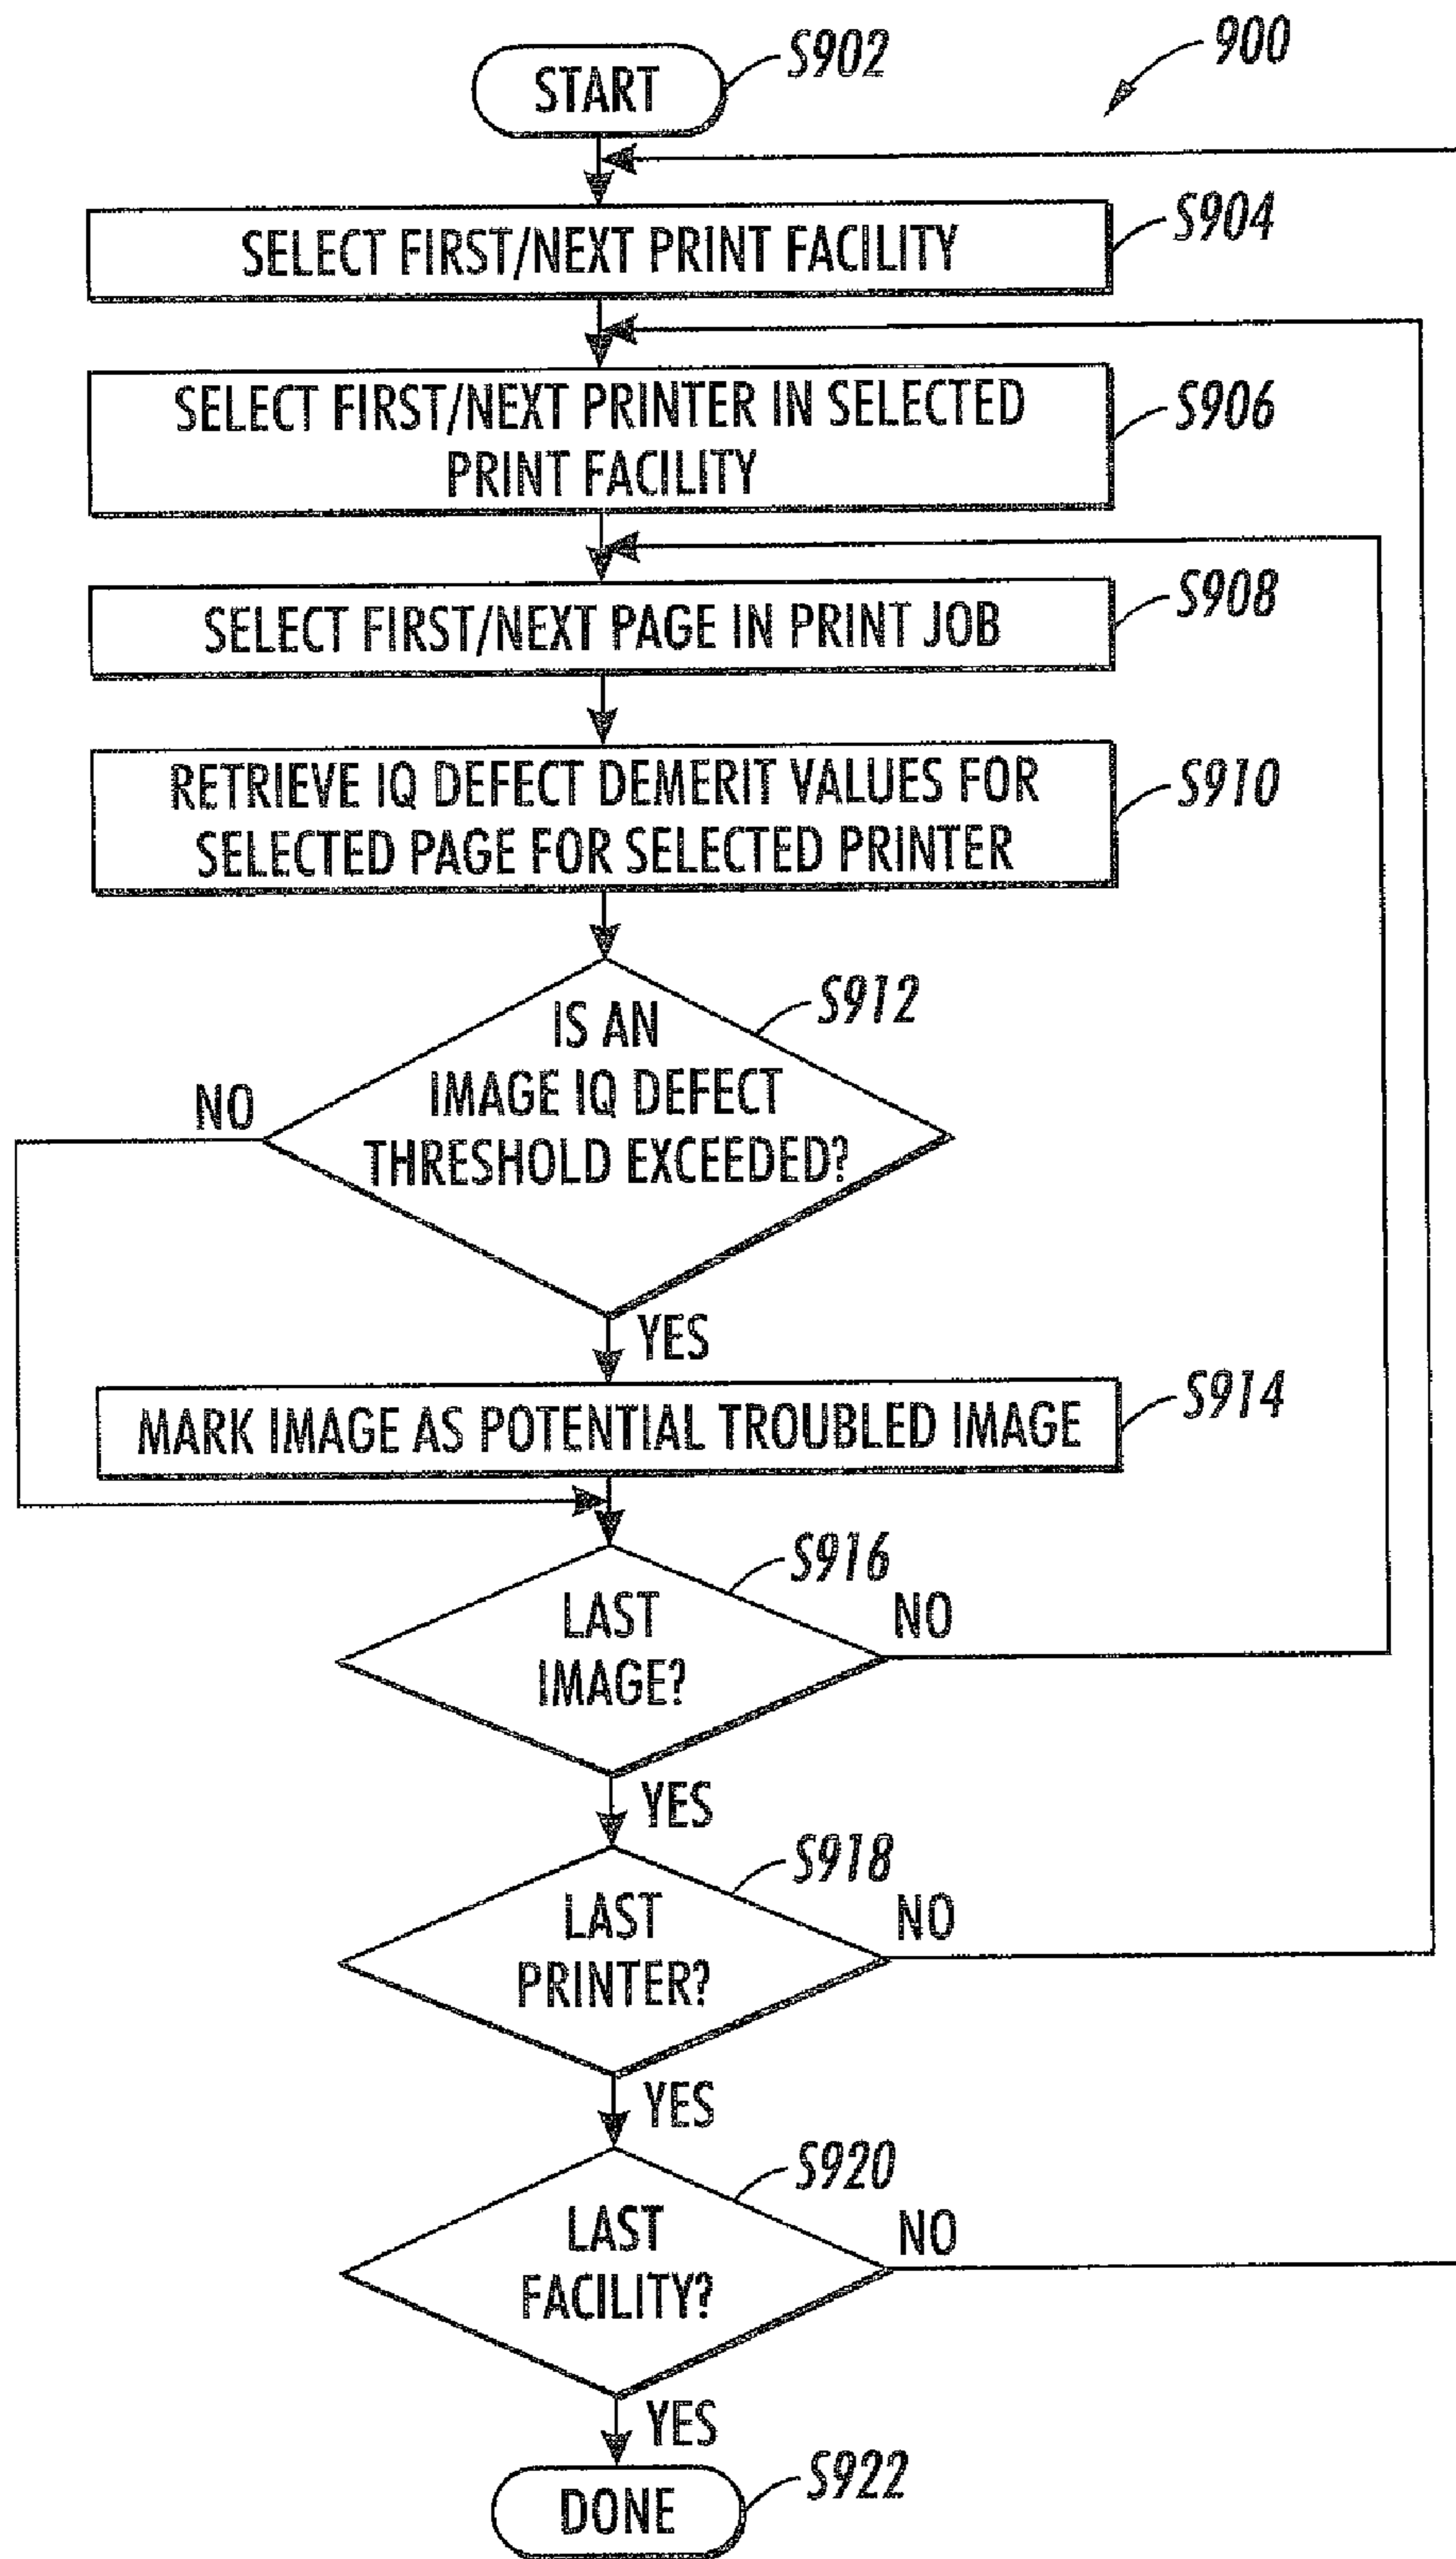 START
S902
900
SELECT FIRST/NEXT PRINT FACILITY
S904
SELECT FIRST/NEXT PRINTER IN SELECTED
PRINT FACILITY
S906
SELECT FIRST/NEXT PAGE IN PRINT JOB
S908
RETRIEVE IQ DEFECT DEMERIT VALUES FOR
SELECTED PAGE FOR SELECTED PRINTER
S910
IS AN
IMAGE IQ DEFECT
THRESHOLD EXCEEDED?
S912
NO
YES
MARK IMAGE AS POTENTIAL TROUBLED IMAGE
S914
LAST
IMAGE?
S916
NO
YES
LAST
PRINTER?
S918
NO
YES
LAST
FACILITY?
S920
NO
YES
DONE
S922